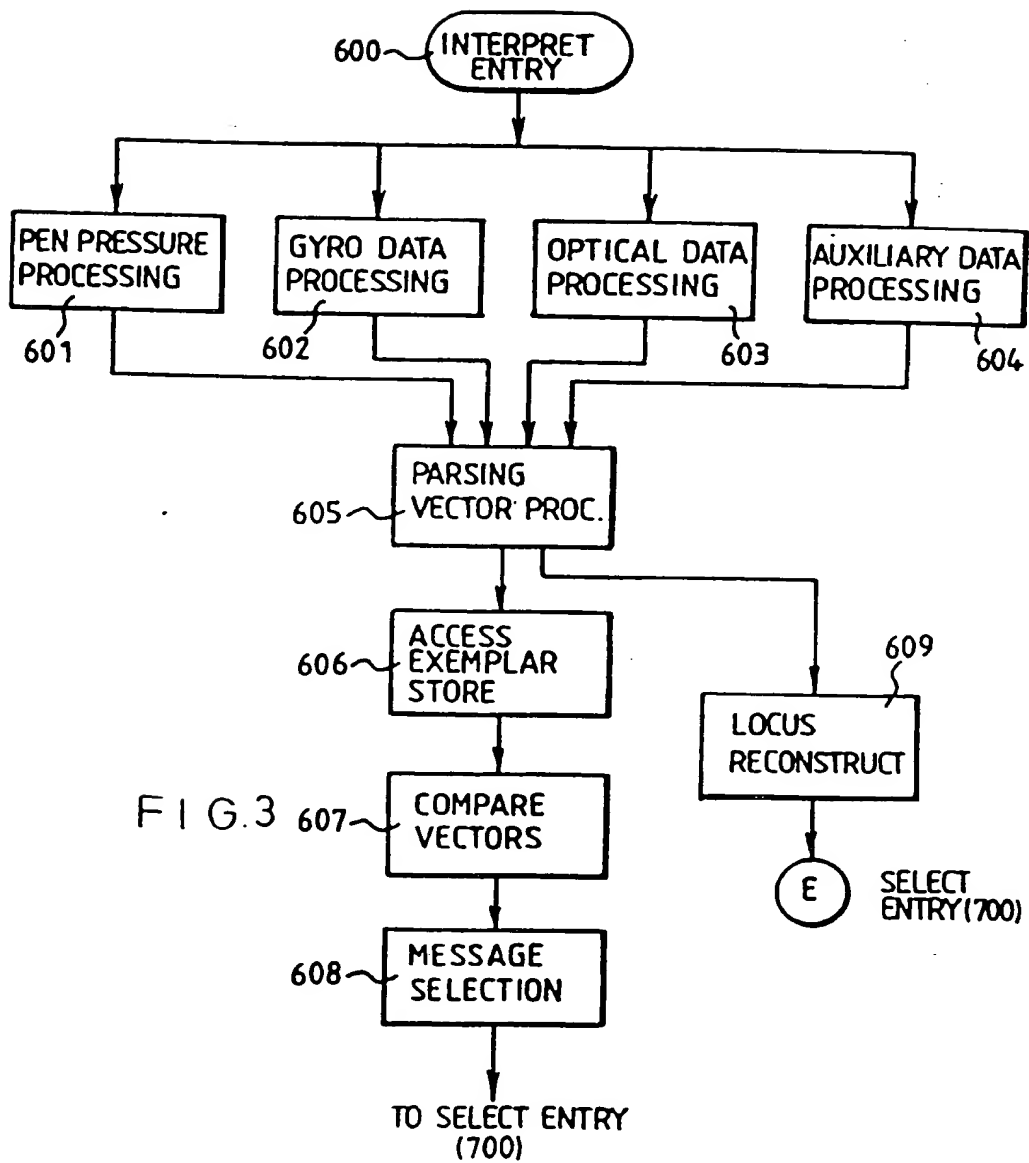 600
INTERPRET
ENTRY
PEN PRESSURE
PROCESSING
601
GYRO DATA
PROCESSING
602
OPTICAL DATA
PROCESSING
603
AUXILIARY DATA
PROCESSING
604
PARSING
VECTOR PROC.
605
ACCESS
EXEMPLAR
STORE
606
609
LOCUS
RECONSTRUCT
FIG.3
607
COMPARE
VECTORS
E
SELECT
ENTRY (700)
608
MESSAGE
SELECTION
TO SELECT ENTRY
(700)